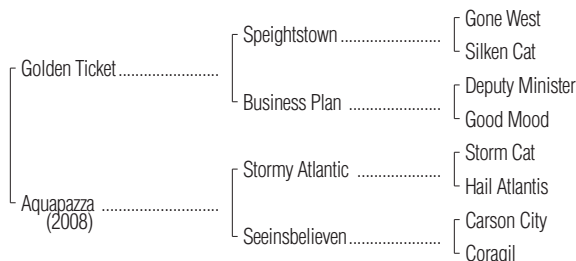 Gone West
Speightstown
Silken Cat
Golden Ticket
Deputy Minister
Business Plan
Good Mood
Storm Cat
Stormy Atlantic
Hail Atlantis
Aquapazza
(2008)
Carson City
Seeinsbelieven
Coragil